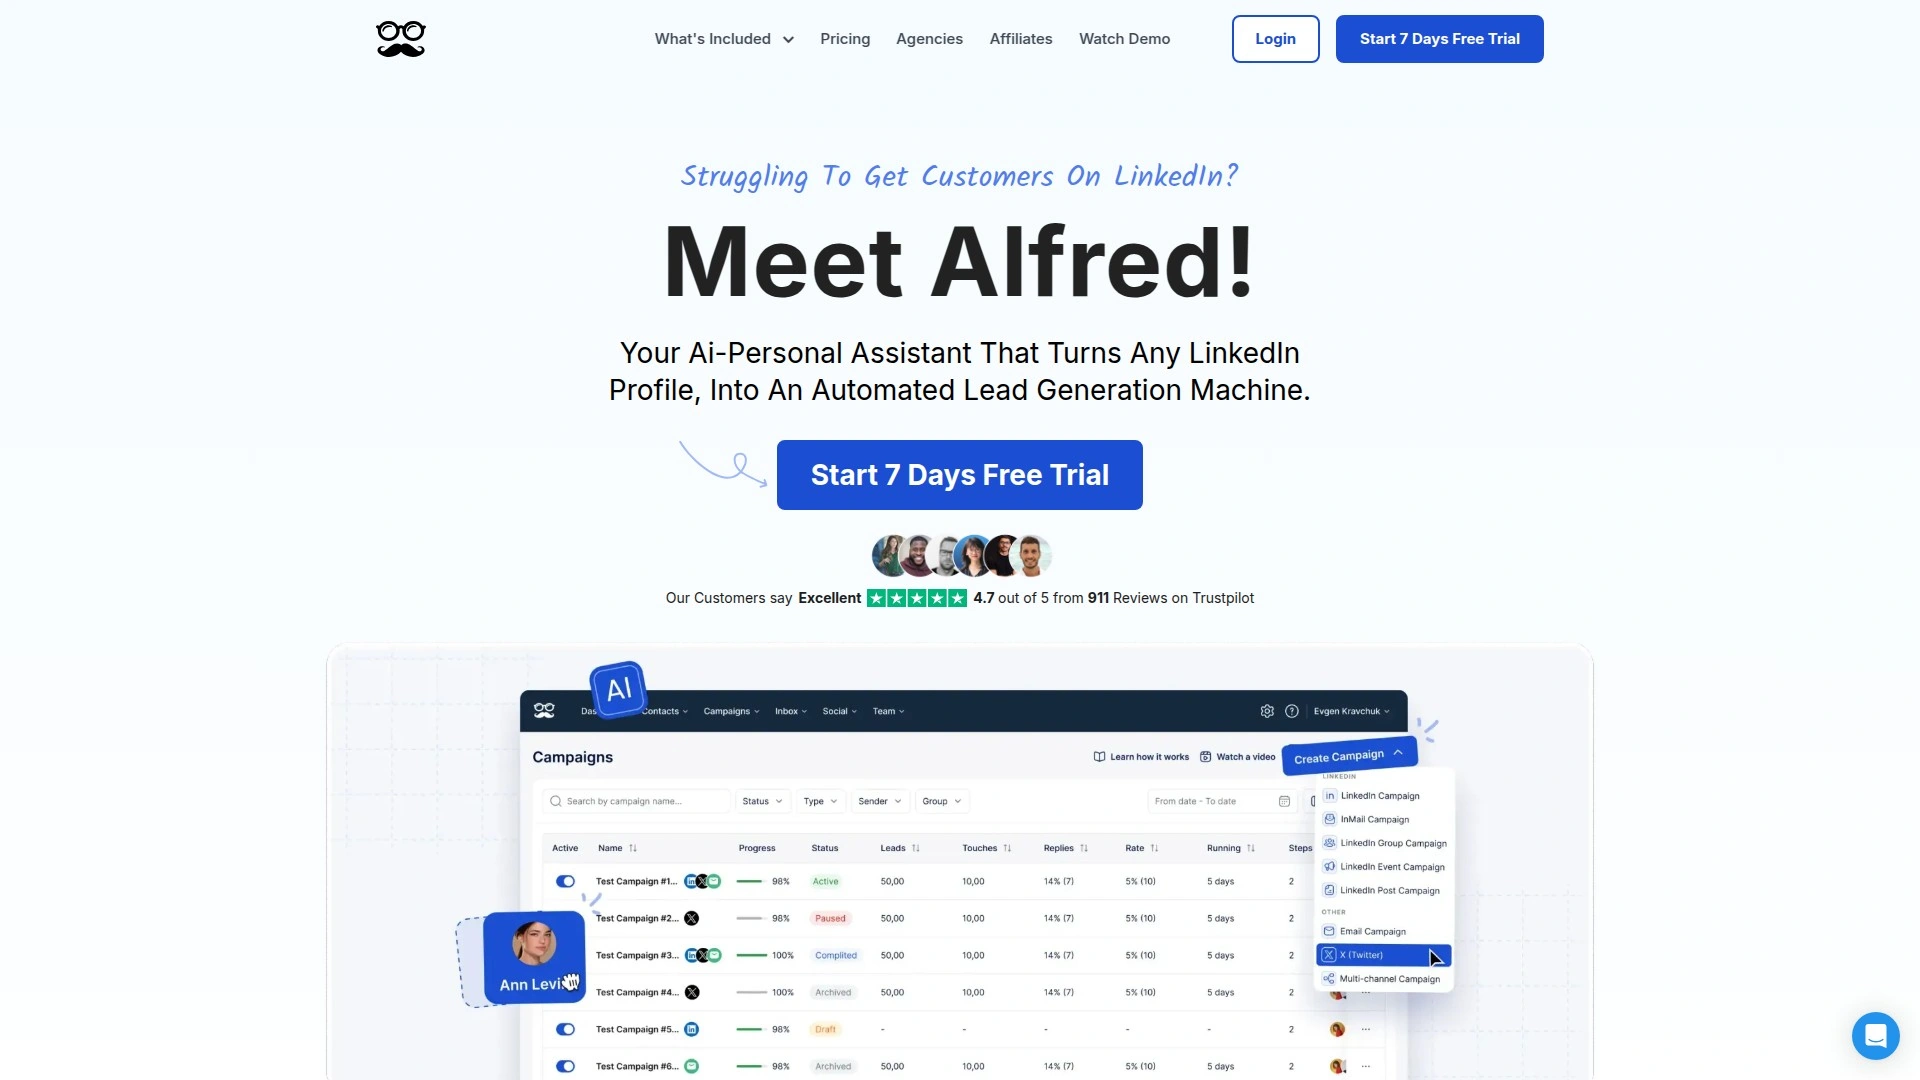 What's Included Pricing Agencies Affiliates Watch Demo Login Start 7 Days Free Trial
Struggling To Get Customers On LinkedIn?
Meet Alfred!
Your Ai-Personal Assistant That Turns Any LinkedIn
Profile, Into An Automated Lead Generation Machine.
Start 7 Days Free Trial
Our Customers say Excellent 4.7 out of 5 from 911 Reviews on Trustpilot
AI
Das Contacts Campaigns Inbox Social Team Evgen Kravchuk
Campaigns Learn how it works Watch a video Create Campaign
LINKEDIN
Search by campaign name... Status Type Sender Group From date - To date LinkedIn Campaign
InMail Campaign
LinkedIn Group Campaign
Active Name Progress Status Leads Touches Replies Rate Running Steps
LinkedIn Event Campaign
Test Campaign #1... 98% Active 50,00 10,00 14% (7) 5% (10) 5 days 2
LinkedIn Post Campaign
OTHER
Test Campaign #2... 98% Paused 50,00 10,00 14% (7) 5% (10) 5 days 2
Email Campaign
Test Campaign #3... 100% Complited 50,00 10,00 14% (7) 5% (10) 5 days 2
X (Twitter)
Multi-channel Campaign
Ann Levi
Test Campaign #4... 100% Archived 50,00 10,00 14% (7) 5% (10) 5 days 2
Test Campaign #5... 98% Draft - - - - - 2
Test Campaign #6... 98% Archived 50,00 10,00 14% (7) 5% (10) 5 days 2